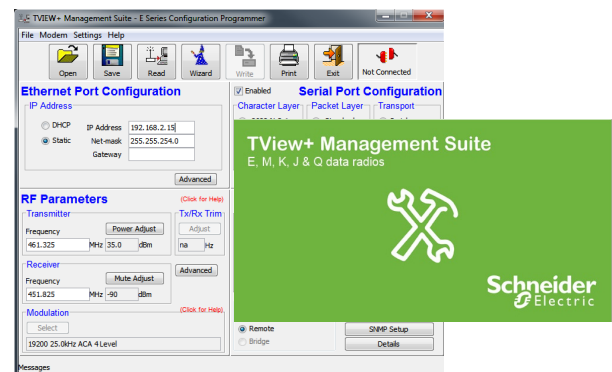 TVIEW+ Management Suite - E Series Configuration Programmer
File Modem Settings Help
Open Save Read Wizard Write Print Exit Not Connected
Ethernet Port Configuration
IP Address
DHCP
Static
IP Address 192.168.2.15
Net-mask 255.255.254.0
Gateway
Advanced
Enabled
Serial Port Configuration
Character Layer Packet Layer Transport
RF Parameters
(Click for Help)
Transmitter
Tx/Rx Trim
Frequency
Power Adjust
Adjust
461.325 MHz 35.0 dBm
na Hz
Receiver
Frequency
Mute Adjust
Advanced
451.825 MHz -90 dBm
Modulation
(Click for Help)
Select
19200 25.0kHz ACA 4 Level
Messages
TView+ Management Suite
E, M, K, J & Q data radios
Schneider
Electric
Remote
SNMP Setup
Bridge
Details